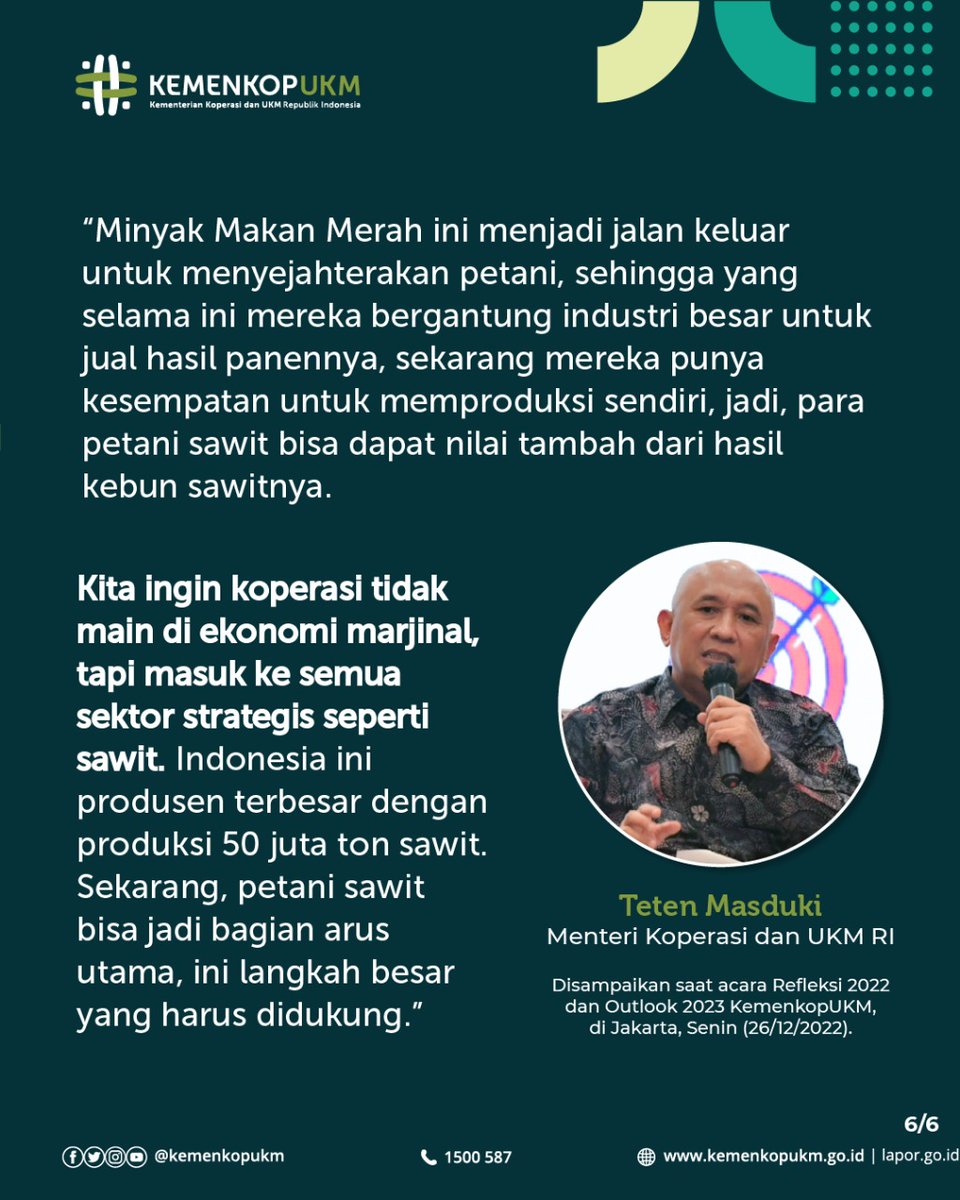 KEMENKOPUKM
Kementerian Koperasi dan UKM Republik Indonesia
“Minyak Makan Merah ini menjadi jalan keluar
untuk menyejahterakan petani, sehingga yang
selama ini mereka bergantung industri besar untuk
jual hasil panennya, sekarang mereka punya
kesempatan untuk memproduksi sendiri, jadi, para
petani sawit bisa dapat nilai tambah dari hasil
kebun sawitnya.
Kita ingin koperasi tidak
main di ekonomi marjinal,
tapi masuk ke semua
sektor strategis seperti
sawit. Indonesia ini
produsen terbesar dengan
produksi 50 juta ton sawit.
Sekarang, petani sawit
bisa jadi bagian arus
utama, ini langkah besar
yang harus didukung.”
Teten Masduki
Menteri Koperasi dan UKM RI
Disampaikan saat acara Refleksi 2022
dan Outlook 2023 KemenkopUKM,
di Jakarta, Senin (26/12/2022).
6/6
@kemenkopukm
1500 587
www.kemenkopukm.go.id | lapor.go.id